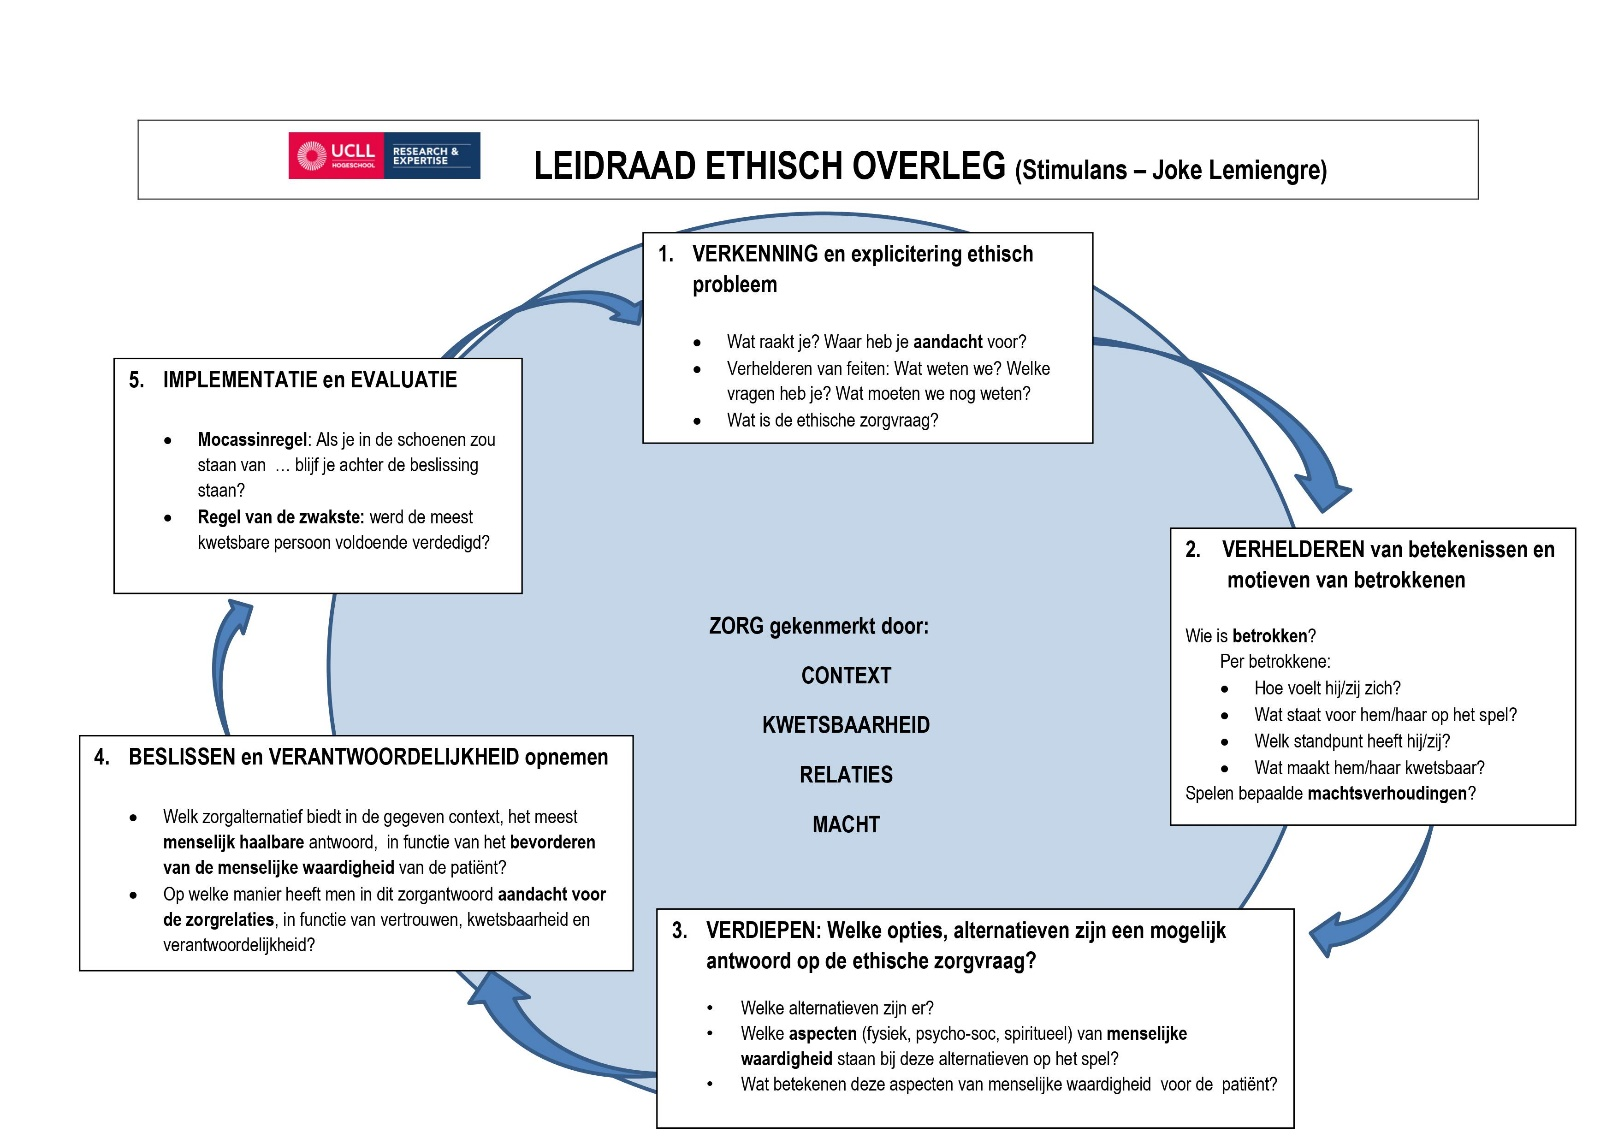 UCLL
HOGESCHOOL
RESEARCH &
EXPERTISE
LEIDRAAD ETHISCH OVERLEG (Stimulans – Joke Lemiengre)
1. VERKENNING en explicitering ethisch
probleem
• Wat raakt je? Waar heb je aandacht voor?
• Verhelderen van feiten: Wat weten we? Welke
vragen heb je? Wat moeten we nog weten?
• Wat is de ethische zorgvraag?
2. VERHELDEREN van betekenissen en
motieven van betrokkenen
Wie is betrokken?
Per betrokkene:
• Hoe voelt hij/zij zich?
• Wat staat voor hem/haar op het spel?
• Welk standpunt heeft hij/zij?
• Wat maakt hem/haar kwetsbaar?
Spelen bepaalde machtsverhoudingen?
3. VERDIEPEN: Welke opties, alternatieven zijn een mogelijk
antwoord op de ethische zorgvraag?
• Welke alternatieven zijn er?
• Welke aspecten (fysiek, psycho-soc, spiritueel) van menselijke
waardigheid staan bij deze alternatieven op het spel?
• Wat betekenen deze aspecten van menselijke waardigheid voor de patiënt?
4. BESLISSEN en VERANTWOORDELIJKHEID opnemen
• Welk zorgalternatief biedt in de gegeven context, het meest
menselijk haalbare antwoord, in functie van het bevorderen
van de menselijke waardigheid van de patiënt?
• Op welke manier heeft men in dit zorgantwoord aandacht voor
de zorgrelaties, in functie van vertrouwen, kwetsbaarheid en
verantwoordelijkheid?
5. IMPLEMENTATIE en EVALUATIE
• Mocassinregel: Als je in de schoenen zou
staan van … blijf je achter de beslissing
staan?
• Regel van de zwakste: werd de meest
kwetsbare persoon voldoende verdedigd?
ZORG gekenmerkt door:
CONTEXT
KWETSBAARHEID
RELATIES
MACHT